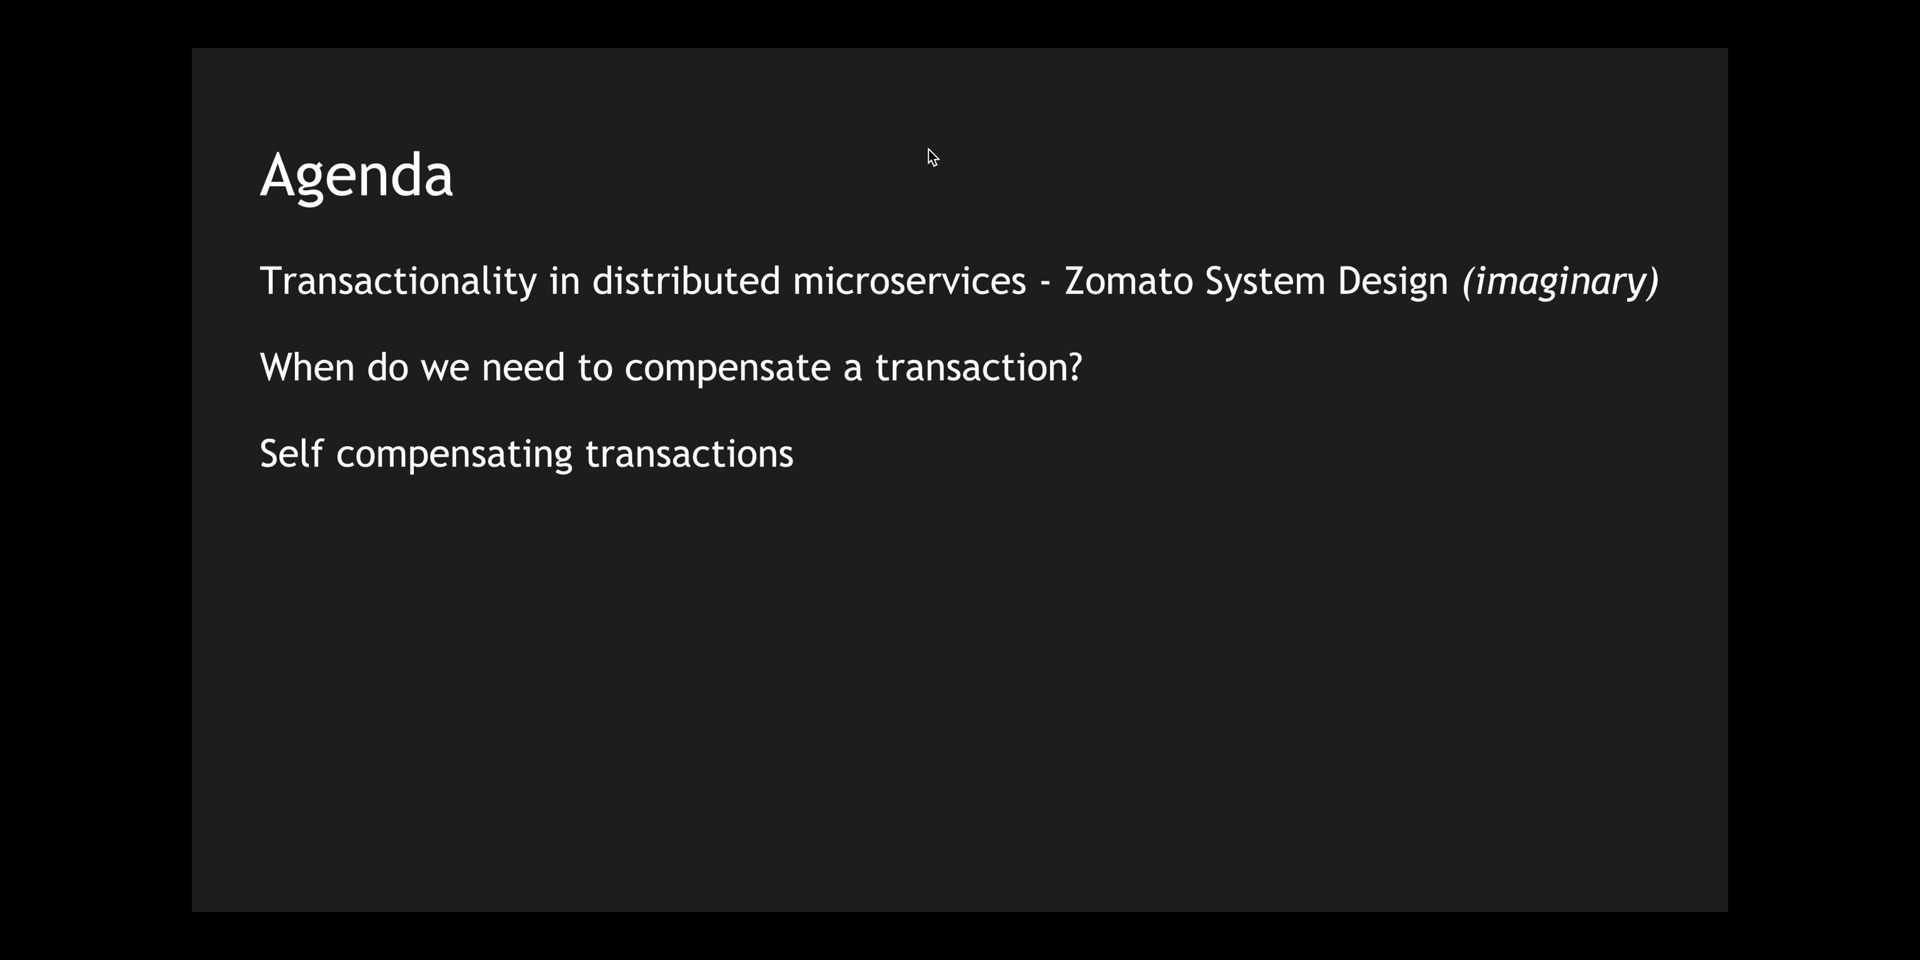 Agenda
Transactionality in distributed microservices - Zomato System Design (imaginary)
When do we need to compensate a transaction?
Self compensating transactions